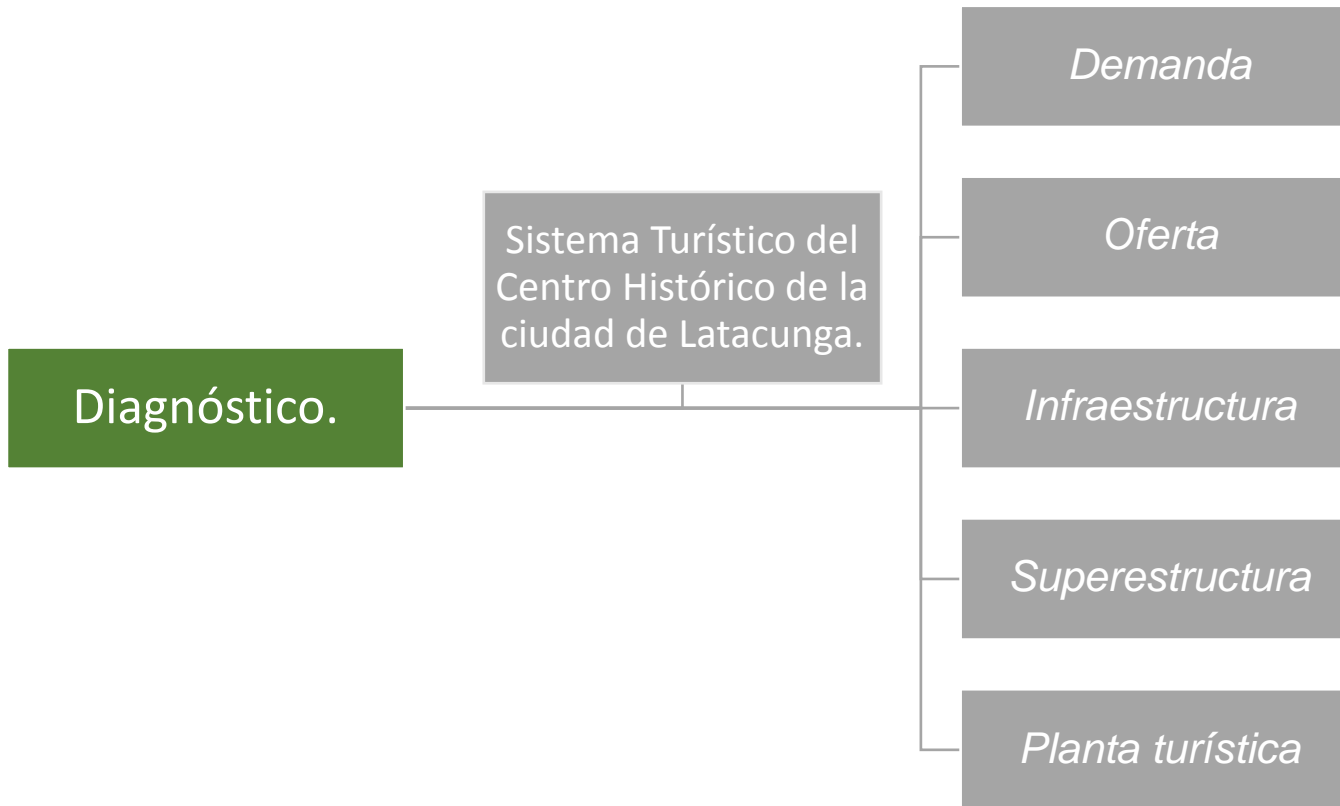 Diagnóstico.
Sistema Turístico del
Centro Histórico de la
ciudad de Latacunga.
Demanda
Oferta
Infraestructura
Superestructura
Planta turística